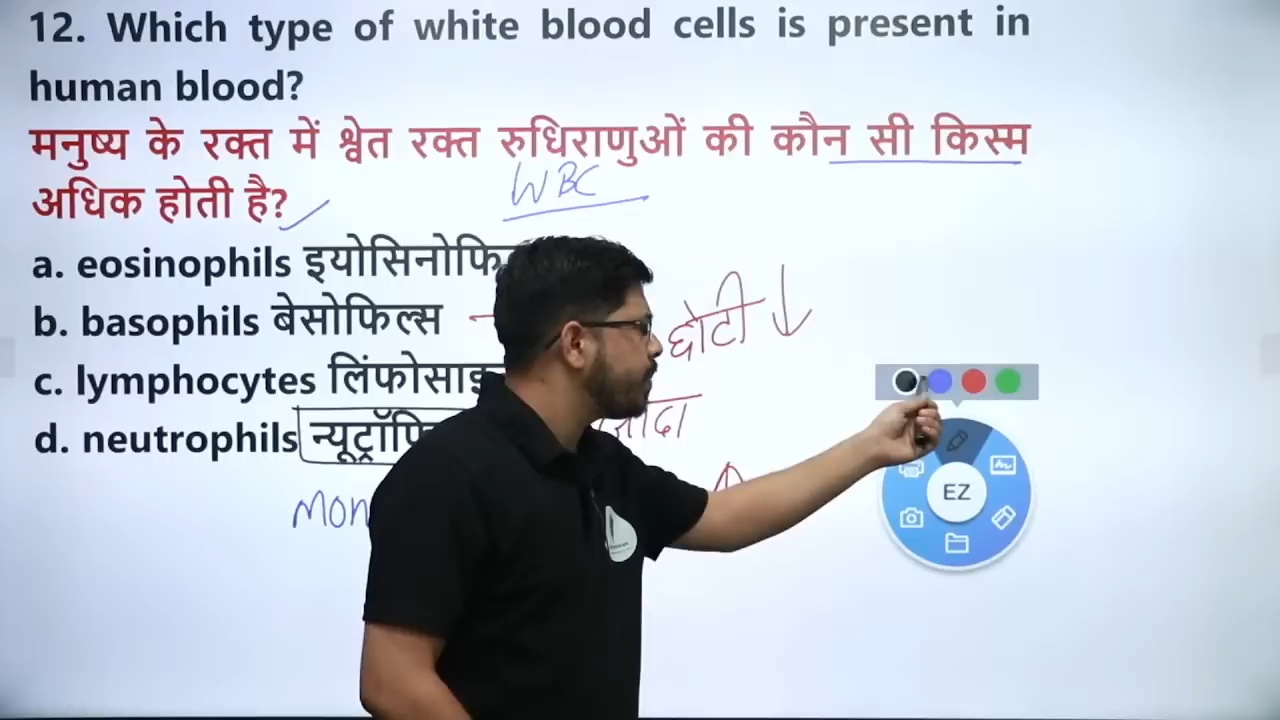 12. Which type of white blood cells is present in
human blood?
मनुष्य के रक्त में श्वेत रक्त रुधिराणुओं की कौन सी किस्म
अधिक होती है?
WBC
a. eosinophils
b. basophils बेसोफिल्स
छोटी
c. lymphocytes
d. neutrophils
EZ